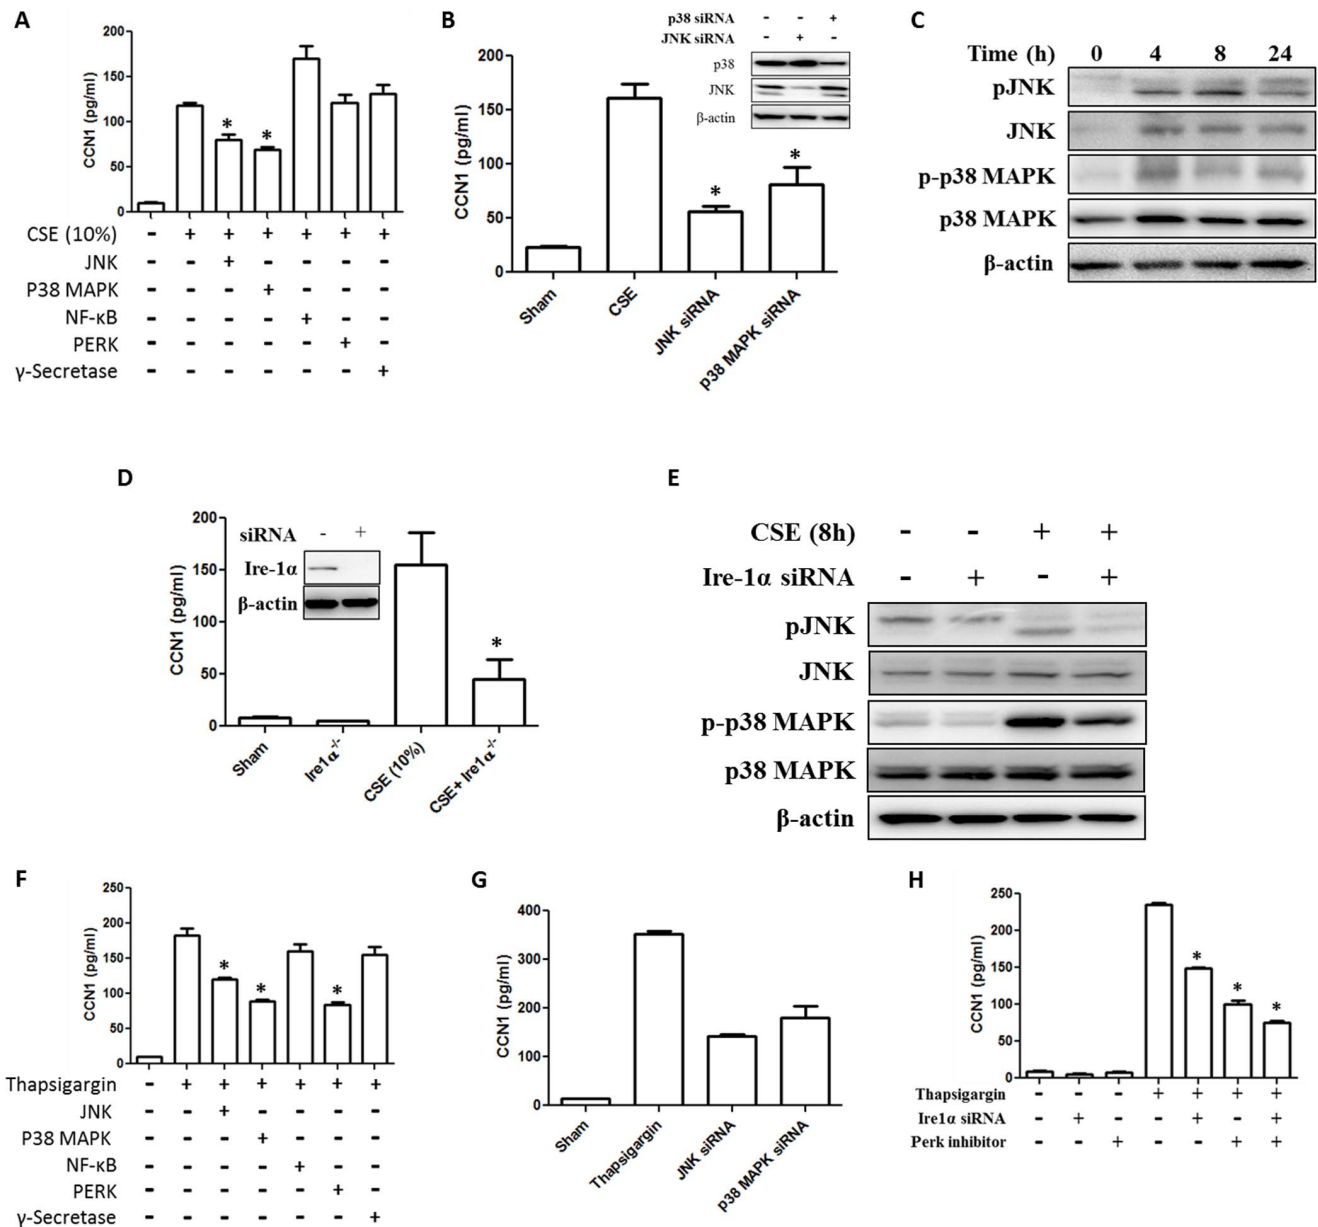 A
200
150
100
50
0
CCN1 (pg/ml)
* *
CSE (10%) - + + + + + +
JNK - - + - - - -
P38 MAPK - - - + - - -
NF-κB - - - - + - -
PERK - - - - - + -
γ-Secretase - - - - - - +
B
p38 siRNA - - +
JNK siRNA - + -
p38
JNK
β-actin
200
150
100
50
0
CCN1 (pg/ml)
* *
Sham CSE JNK siRNA p38 MAPK siRNA
C
Time (h) 0 4 8 24
pJNK
JNK
p-p38 MAPK
p38 MAPK
β-actin
D
siRNA - +
Ire-1α
β-actin
200
150
100
50
0
CCN1 (pg/ml)
*
Sham Ire1α-/- CSE (10%) CSE+ Ire1α-/-
E
CSE (8h) - - + +
Ire-1α siRNA - + - +
pJNK
JNK
p-p38 MAPK
p38 MAPK
β-actin
F
250
200
150
100
50
0
CCN1 (pg/ml)
* * *
Thapsigargin - + + + + + +
JNK - - + - - - -
P38 MAPK - - - + - - -
NF-κB - - - - + - -
PERK - - - - - + -
γ-Secretase - - - - - - +
G
400
300
200
100
0
CCN1 (pg/ml)
Sham Thapsigargin JNK siRNA p38 MAPK siRNA
H
250
200
150
100
50
0
CCN1 (pg/ml)
* * *
Thapsigargin - - - + + + +
Ire1α siRNA - + - - + - +
Perk inhibitor - - + - - + +